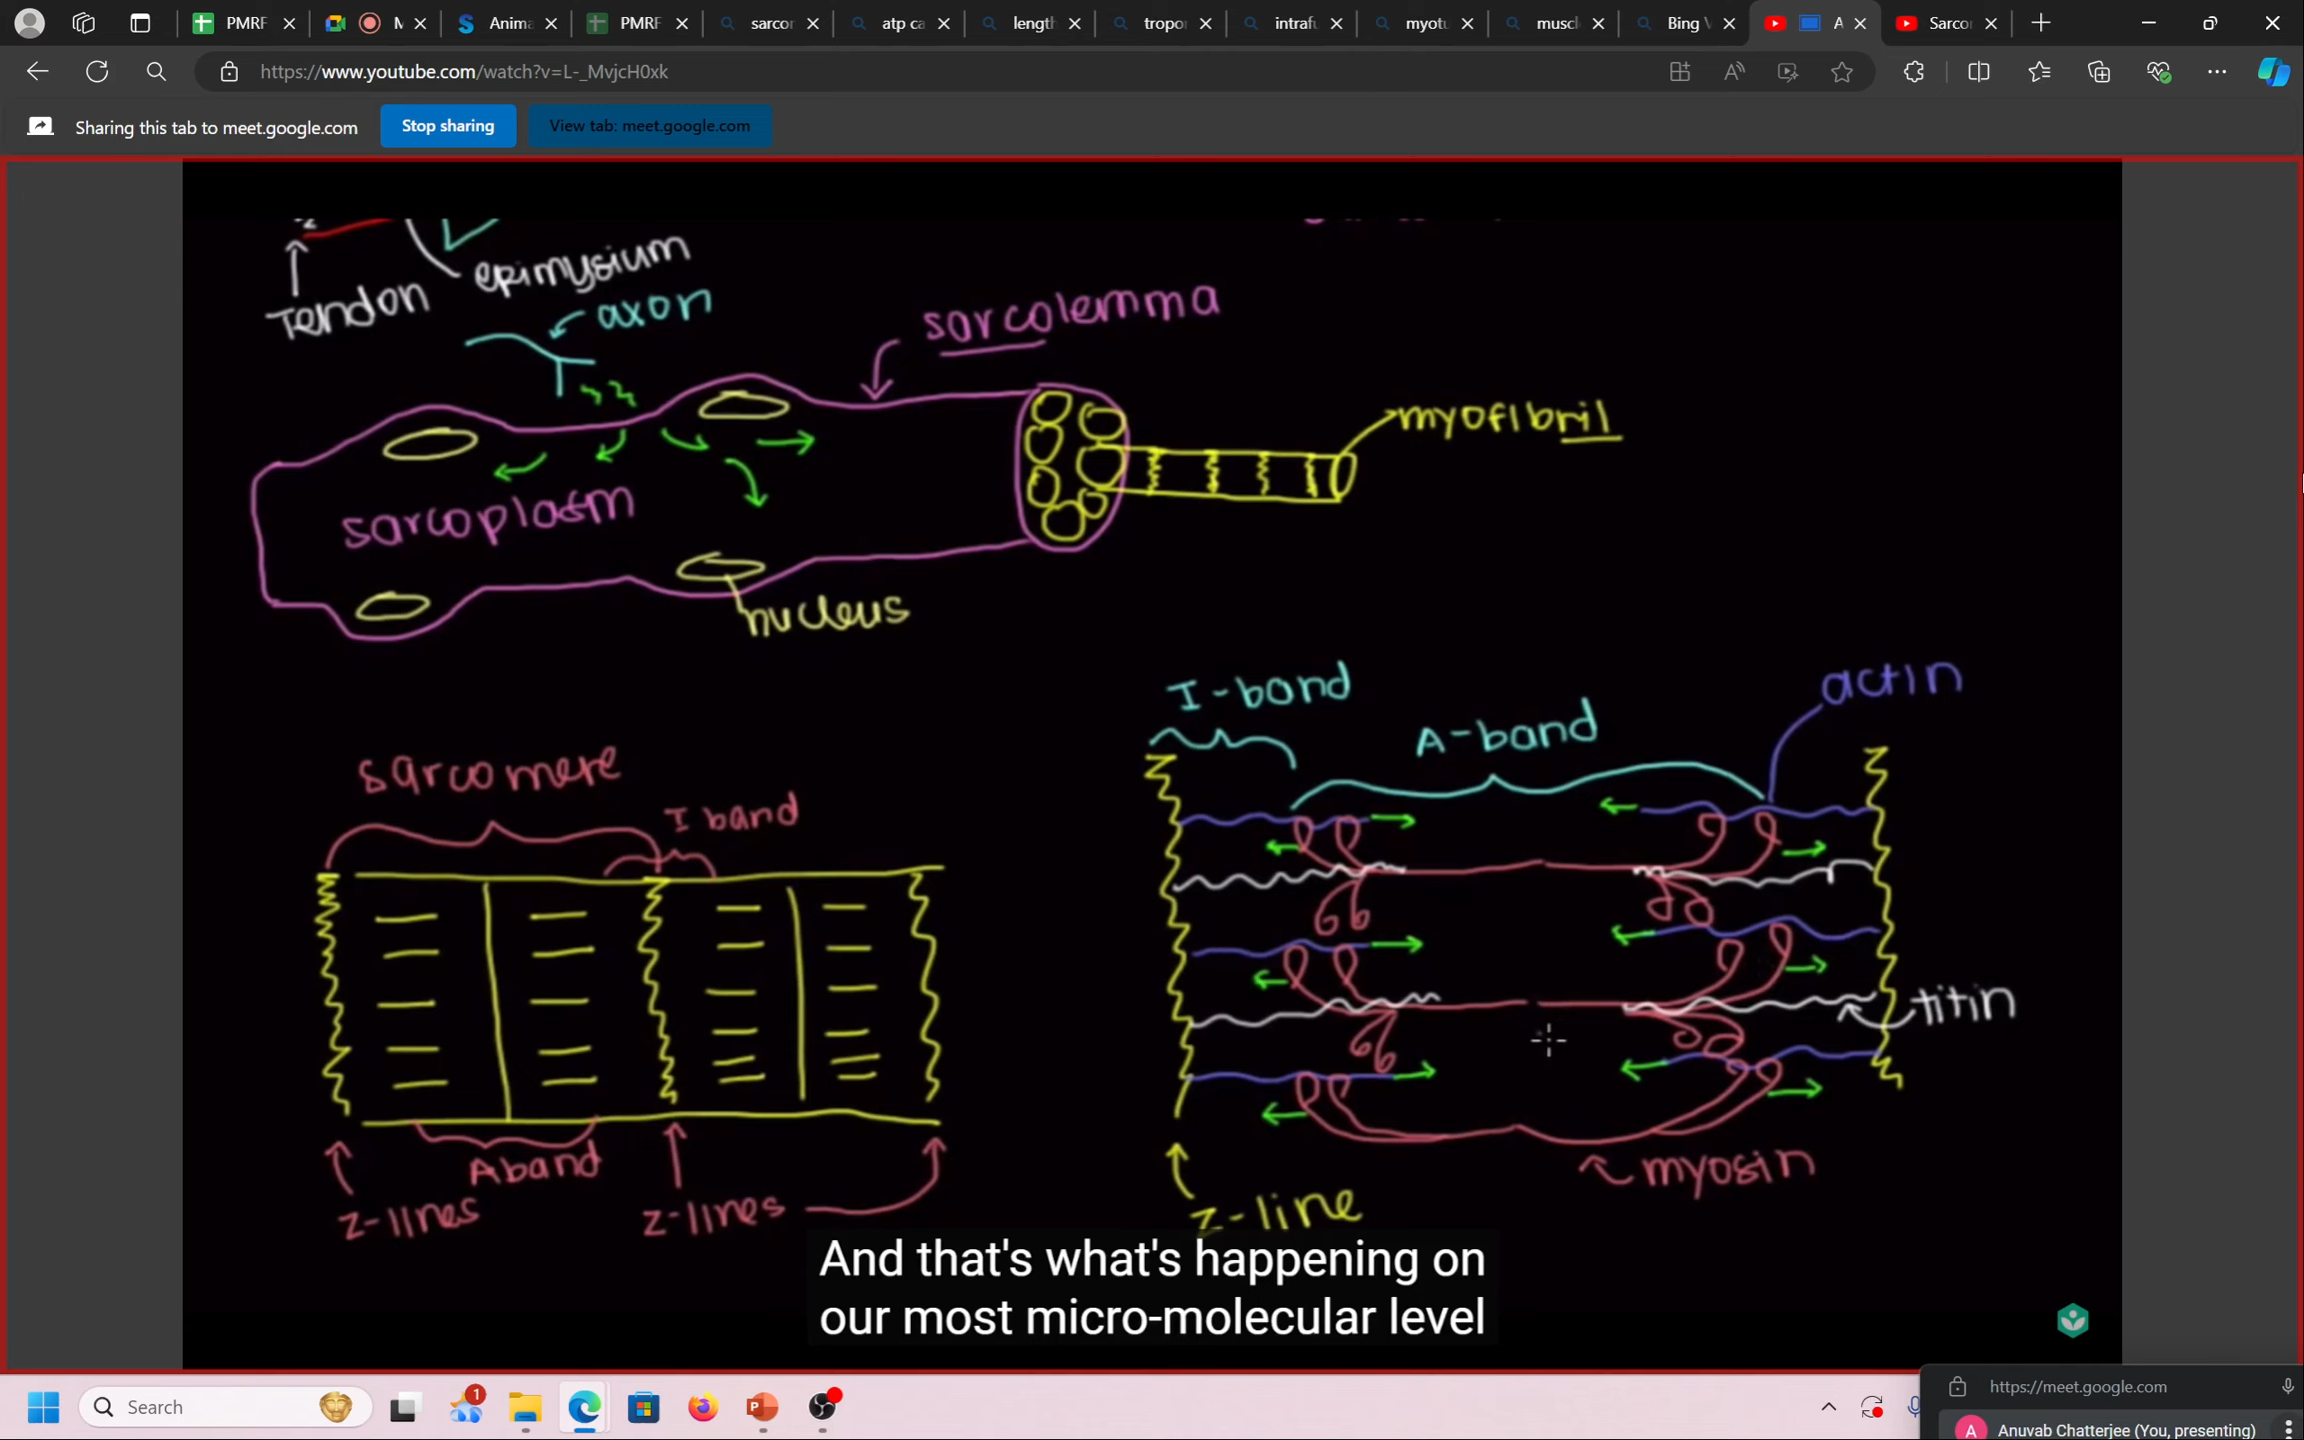 PMRF
M
Anima
PMRF
sarcor
atp ca
length
tropor
intrafu
myotu
muscl
Bing V
A
Sarco
https://www.youtube.com/watch?v=L-_MvjcH0xk
Sharing this tab to meet.google.com
Stop sharing
View tab: meet.google.com
Tendon
epimysium
axon
sarcolemma
myofibril
sarcoplasm
nucleus
I-band
A-band
actin
sarcomere
I band
titin
A band
z-lines
z-lines
z-line
myosin
And that's what's happening on
our most micro-molecular level
Search
1
https://meet.google.com
A
Anuvab Chatterjee (You, presenting)